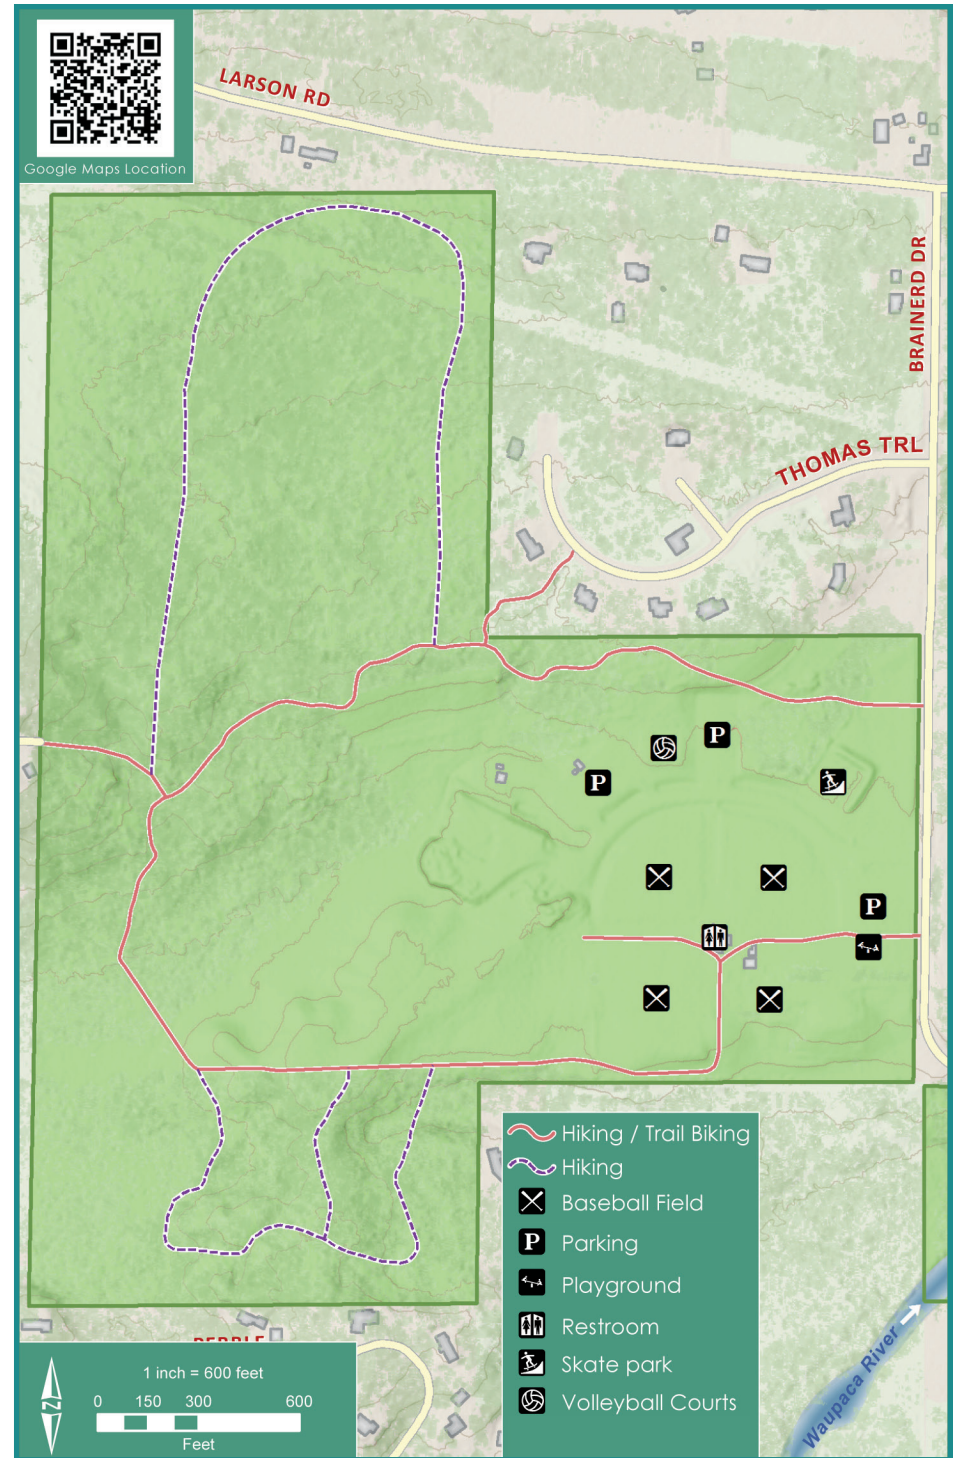 Google Maps Location
LARSON RD
BRAINERD DR
THOMAS TRL
P
P
P
Hiking / Trail Biking
Hiking
Baseball Field
P Parking
Playground
Restroom
Skate park
Volleyball Courts
PEBBLE
1 inch = 600 feet
0 150 300 600
Feet
N
Waupaca River